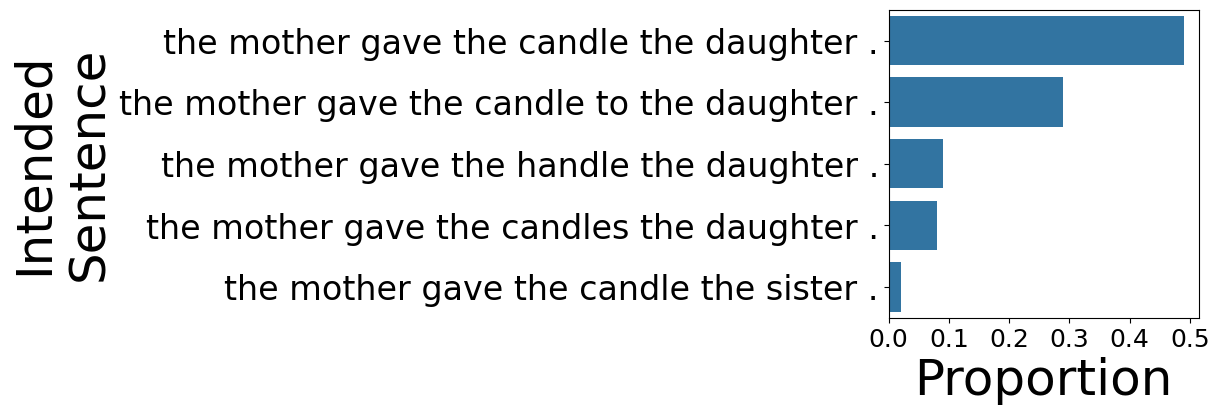 Intended
Sentence
the mother gave the candle the daughter .
the mother gave the candle to the daughter .
the mother gave the handle the daughter .
the mother gave the candles the daughter .
the mother gave the candle the sister .
0.0 0.1 0.2 0.3 0.4 0.5
Proportion